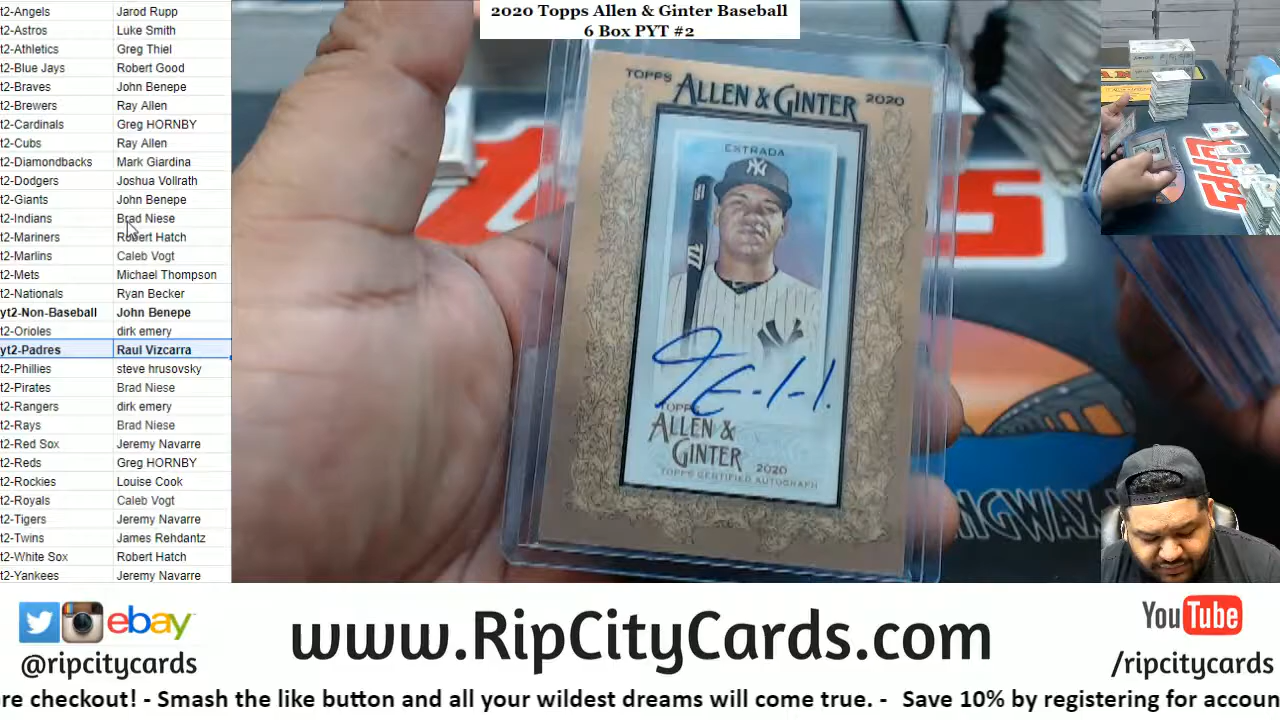 2020 Topps Allen & Ginter Baseball
6 Box PYT #2
t2-Angels Jarod Rupp
t2-Astros Luke Smith
t2-Athletics Greg Thiel
t2-Blue Jays Robert Good
t2-Braves John Benepe
t2-Brewers Ray Allen
t2-Cardinals Greg HORNBY
t2-Cubs Ray Allen
t2-Diamondbacks Mark Giardina
t2-Dodgers Joshua Vollrath
t2-Giants John Benepe
t2-Indians Brad Niese
t2-Mariners Robert Hatch
t2-Marlins Caleb Vogt
t2-Mets Michael Thompson
t2-Nationals Ryan Becker
yt2-Non-Baseball John Benepe
t2-Orioles dirk emery
yt2-Padres Raul Vizcarra
t2-Phillies steve hrusovsky
t2-Pirates Brad Niese
t2-Rangers dirk emery
t2-Rays Brad Niese
t2-Red Sox Jeremy Navarre
t2-Reds Greg HORNBY
t2-Rockies Louise Cook
t2-Royals Caleb Vogt
t2-Tigers Jeremy Navarre
t2-Twins James Rehdantz
t2-White Sox Robert Hatch
t2-Yankees Jeremy Navarre
TOPPS ALLEN & GINTER 2020
EXTRADA
NY
TOPPS
ALLEN &
GINTER 2020
TOPPS CERTIFIED AUTOGRAPH
NGWAX
TOPPS
ebay
@ripcitycards
www.RipCityCards.com
YouTube
/ripcitycards
re checkout! - Smash the like button and all your wildest dreams will come true. - Save 10% by registering for accoun